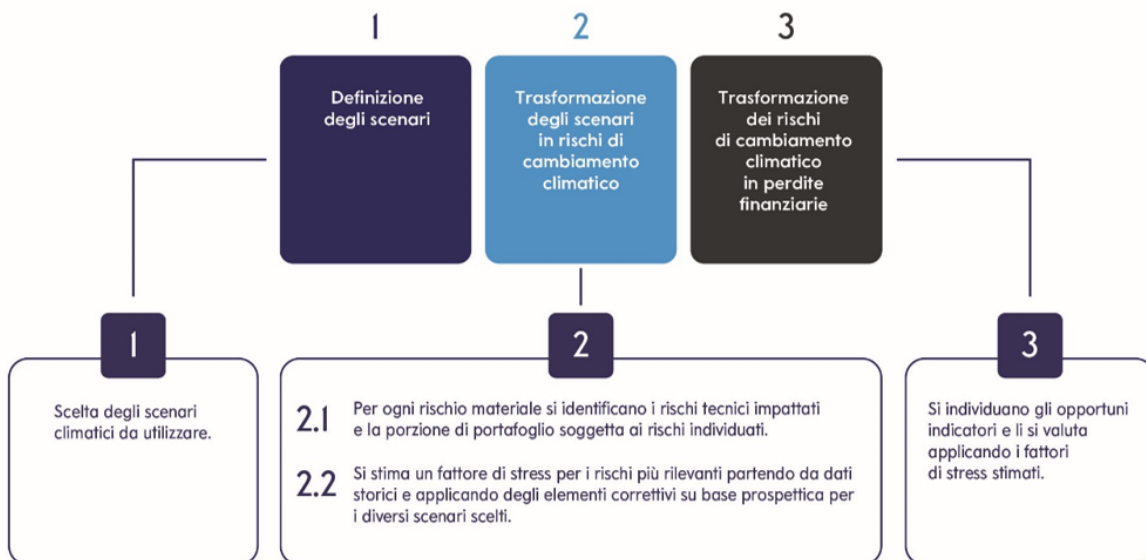 1
2
3
Definizione
degli scenari
Trasformazione
degli scenari
in rischi di
cambiamento
climatico
Trasformazione
dei rischi
di cambiamento
climatico
in perdite
finanziarie
1
Scelta degli scenari
climatici da utilizzare.
2
2.1 Per ogni rischio materiale si identificano i rischi tecnici impattati
e la porzione di portafoglio soggetta ai rischi individuati.
2.2 Si stima un fattore di stress per i rischi più rilevanti partendo da dati
storici e applicando degli elementi correttivi su base prospettica per
i diversi scenari scelti.
3
Si individuano gli opportuni
indicatori e li si valuta
applicando i fattori
di stress stimati.